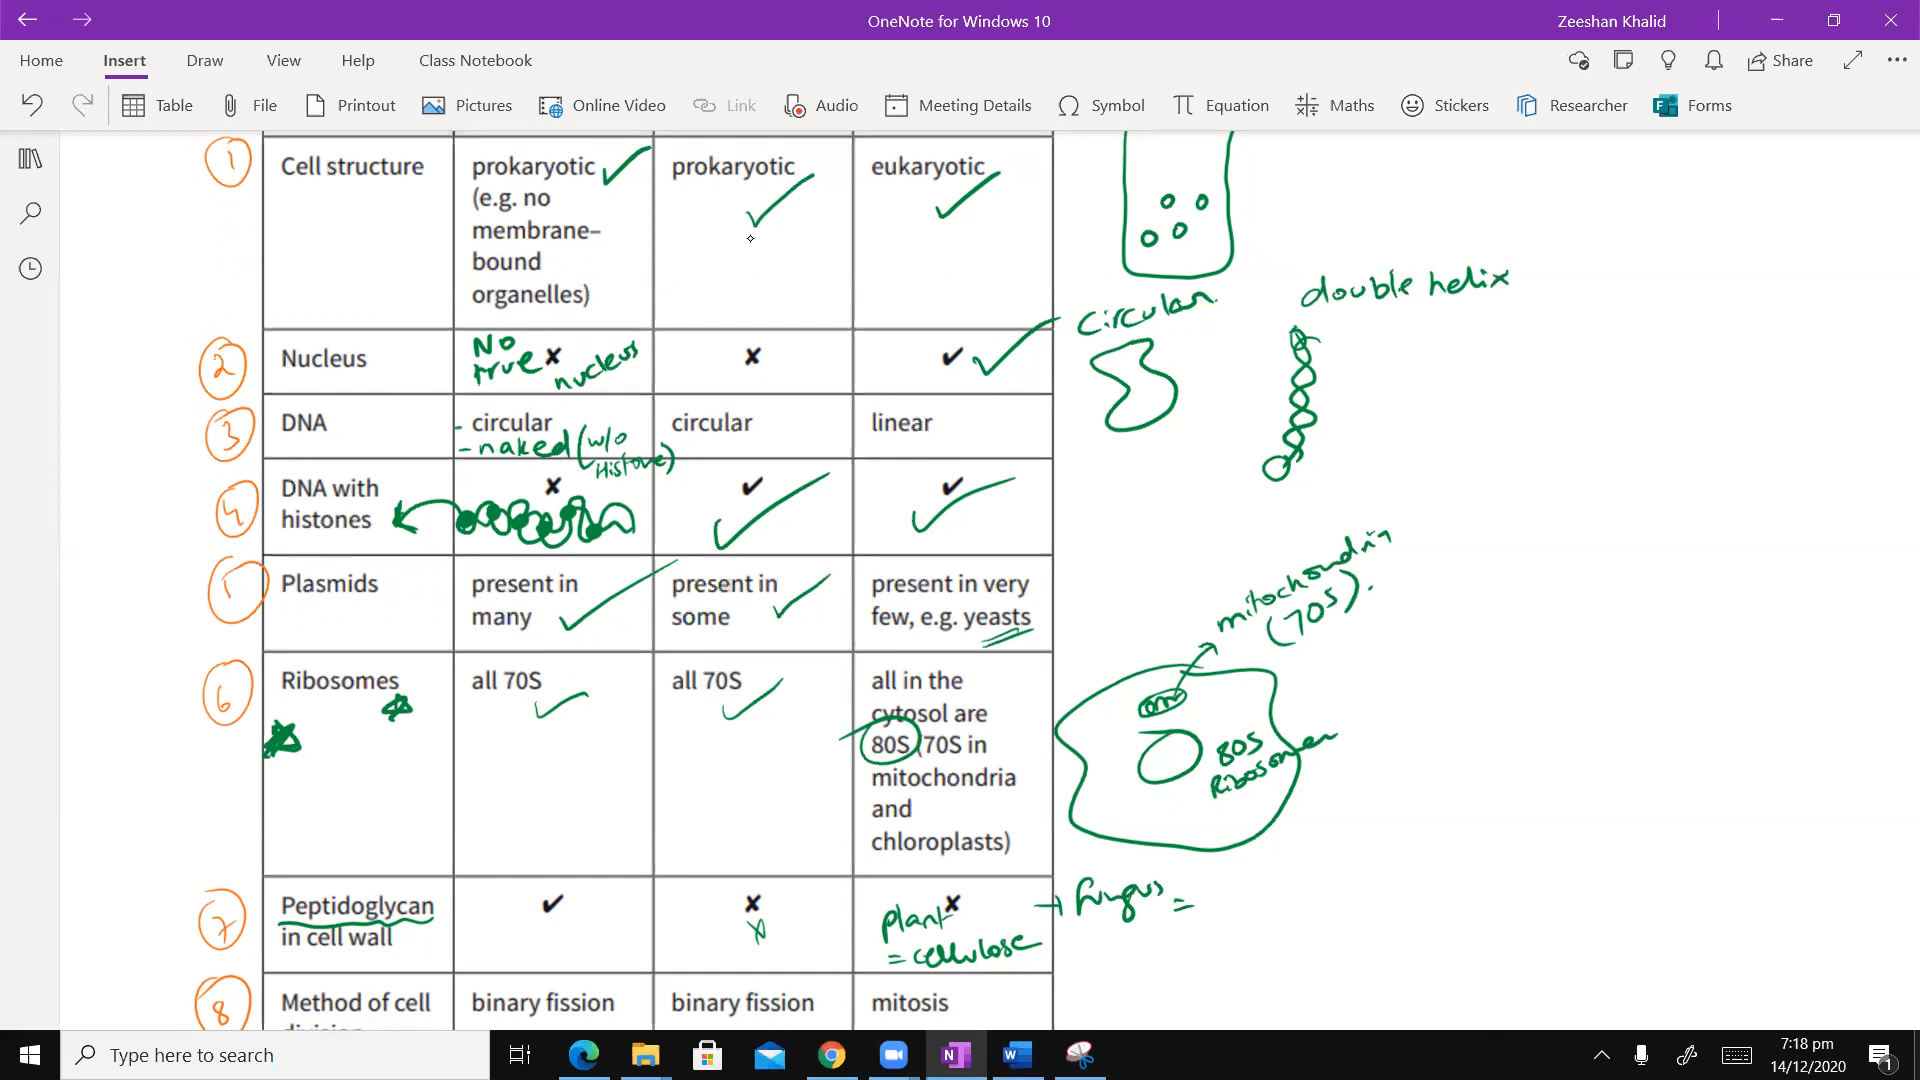 OneNote for Windows 10
Zeeshan Khalid
Home Insert Draw View Help Class Notebook
Share
Table File Printout Pictures Online Video Link Audio Meeting Details Symbol Equation Maths Stickers Researcher Forms
1 Cell structure
prokaryotic
(e.g. no
membrane–
bound
organelles)
prokaryotic
eukaryotic
2 Nucleus
No ✘
true nucleus
✘
✔
3 DNA
- circular
- naked (w/o
Histone)
circular
linear
4 DNA with
histones
✘
✔
✔
Plasmids
present in
many
present in
some
present in very
few, e.g. yeasts
6 Ribosomes
all 70S
all 70S
all in the
cytosol are
80S (70S in
mitochondria
and
chloroplasts)
7 Peptidoglycan
in cell wall
✔
✘
✘
plant
= cellulose
→ fungus =
8 Method of cell
division
binary fission
binary fission
mitosis
circular
double helix
mitochondria
(70S).
80S
Ribosomes
Type here to search
7:18 pm
14/12/2020
1